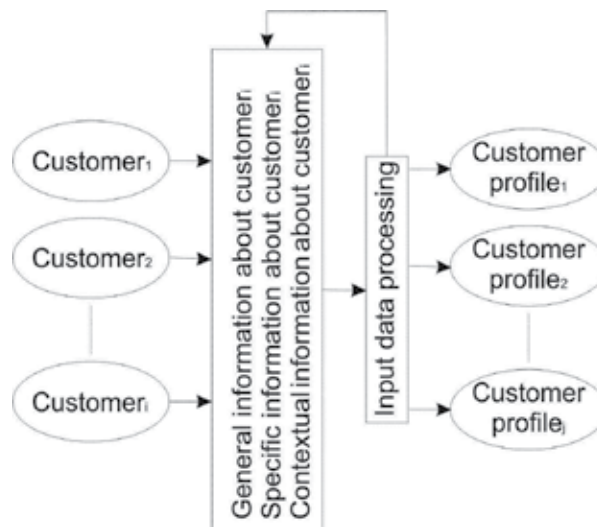 Customer₁
Customer₂
Customerᵢ
General information about customerᵢ
Specific information about customerᵢ
Contextual information about customerᵢ
Input data processing
Customer
profile₁
Customer
profile₂
Customer
profileⱼ